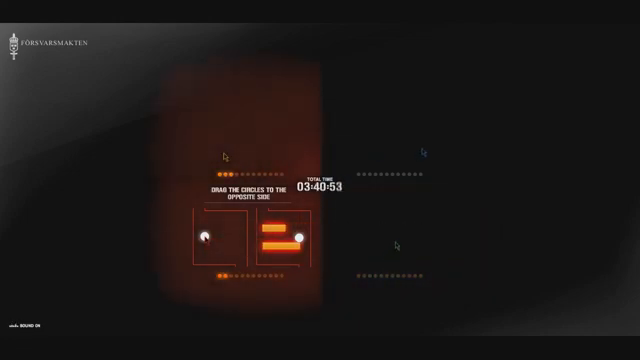 FÖRSVARSMAKTEN
TOTAL TIME
03:40:53
DRAG THE CIRCLES TO THE
OPPOSITE SIDE
SOUND ON